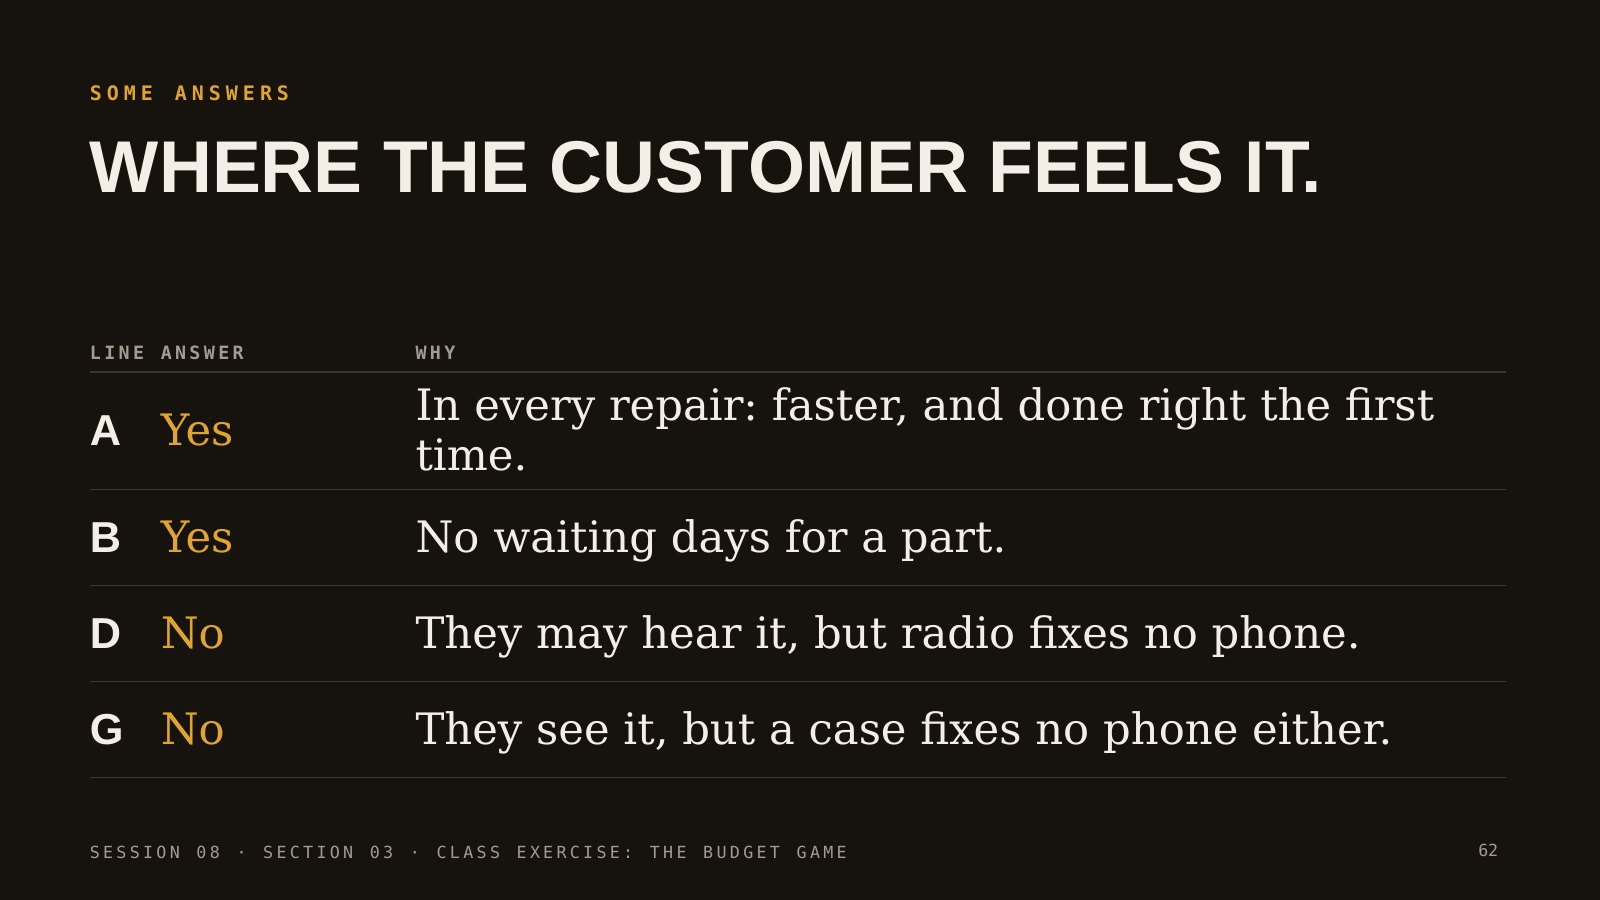 SOME ANSWERS
WHERE THE CUSTOMER FEELS IT.
LINE ANSWER WHY
A Yes In every repair: faster, and done right the first
time.
B Yes No waiting days for a part.
D No They may hear it, but radio fixes no phone.
G No They see it, but a case fixes no phone either.
SESSION 08 · SECTION 03 · CLASS EXERCISE: THE BUDGET GAME 62